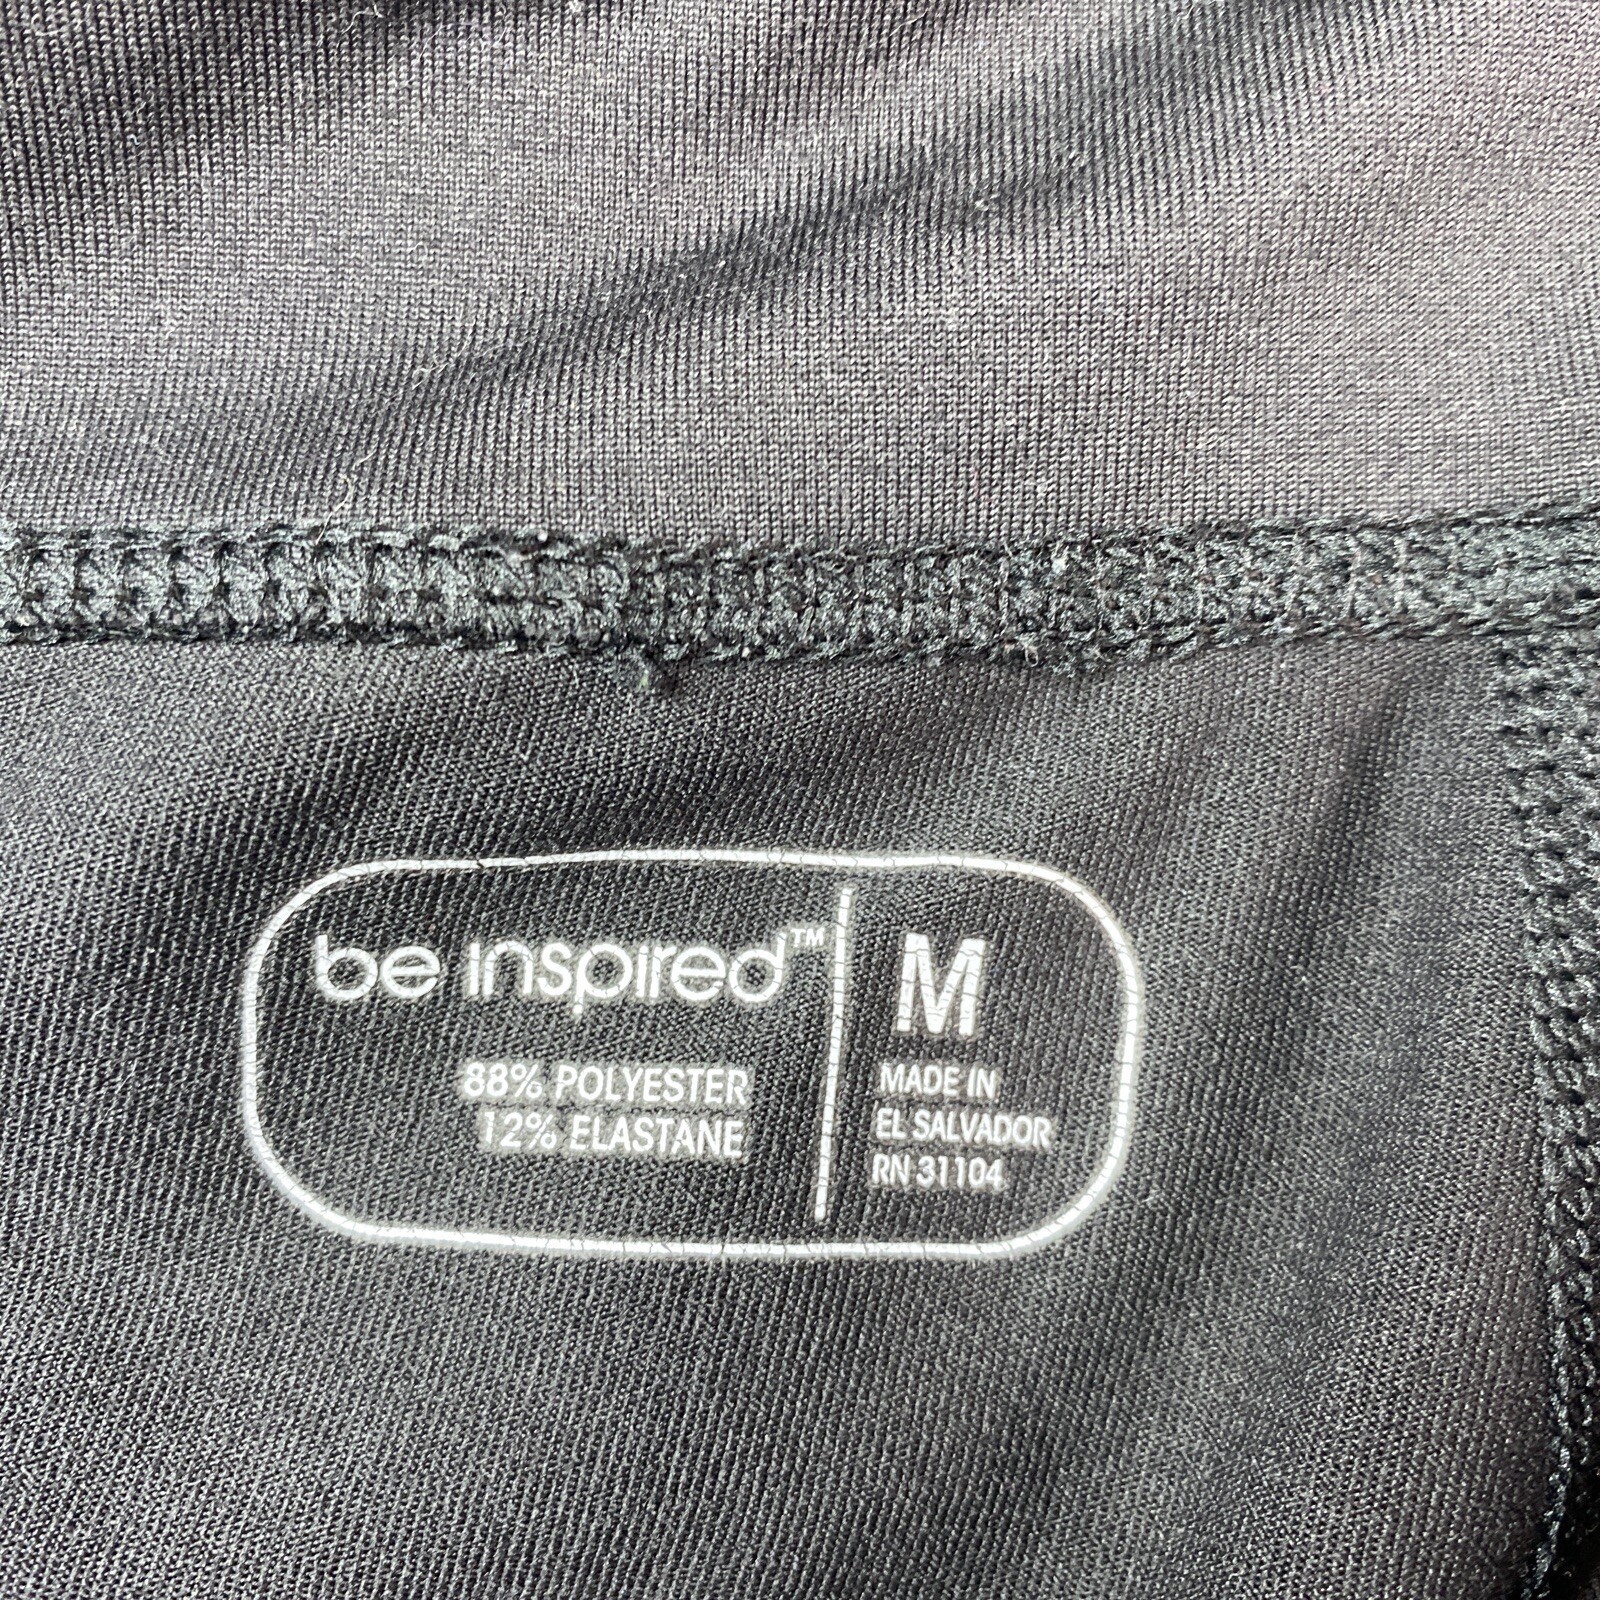 be inspired™
88% POLYESTER
12% ELASTANE
M
MADE IN
EL SALVADOR
RN 31104